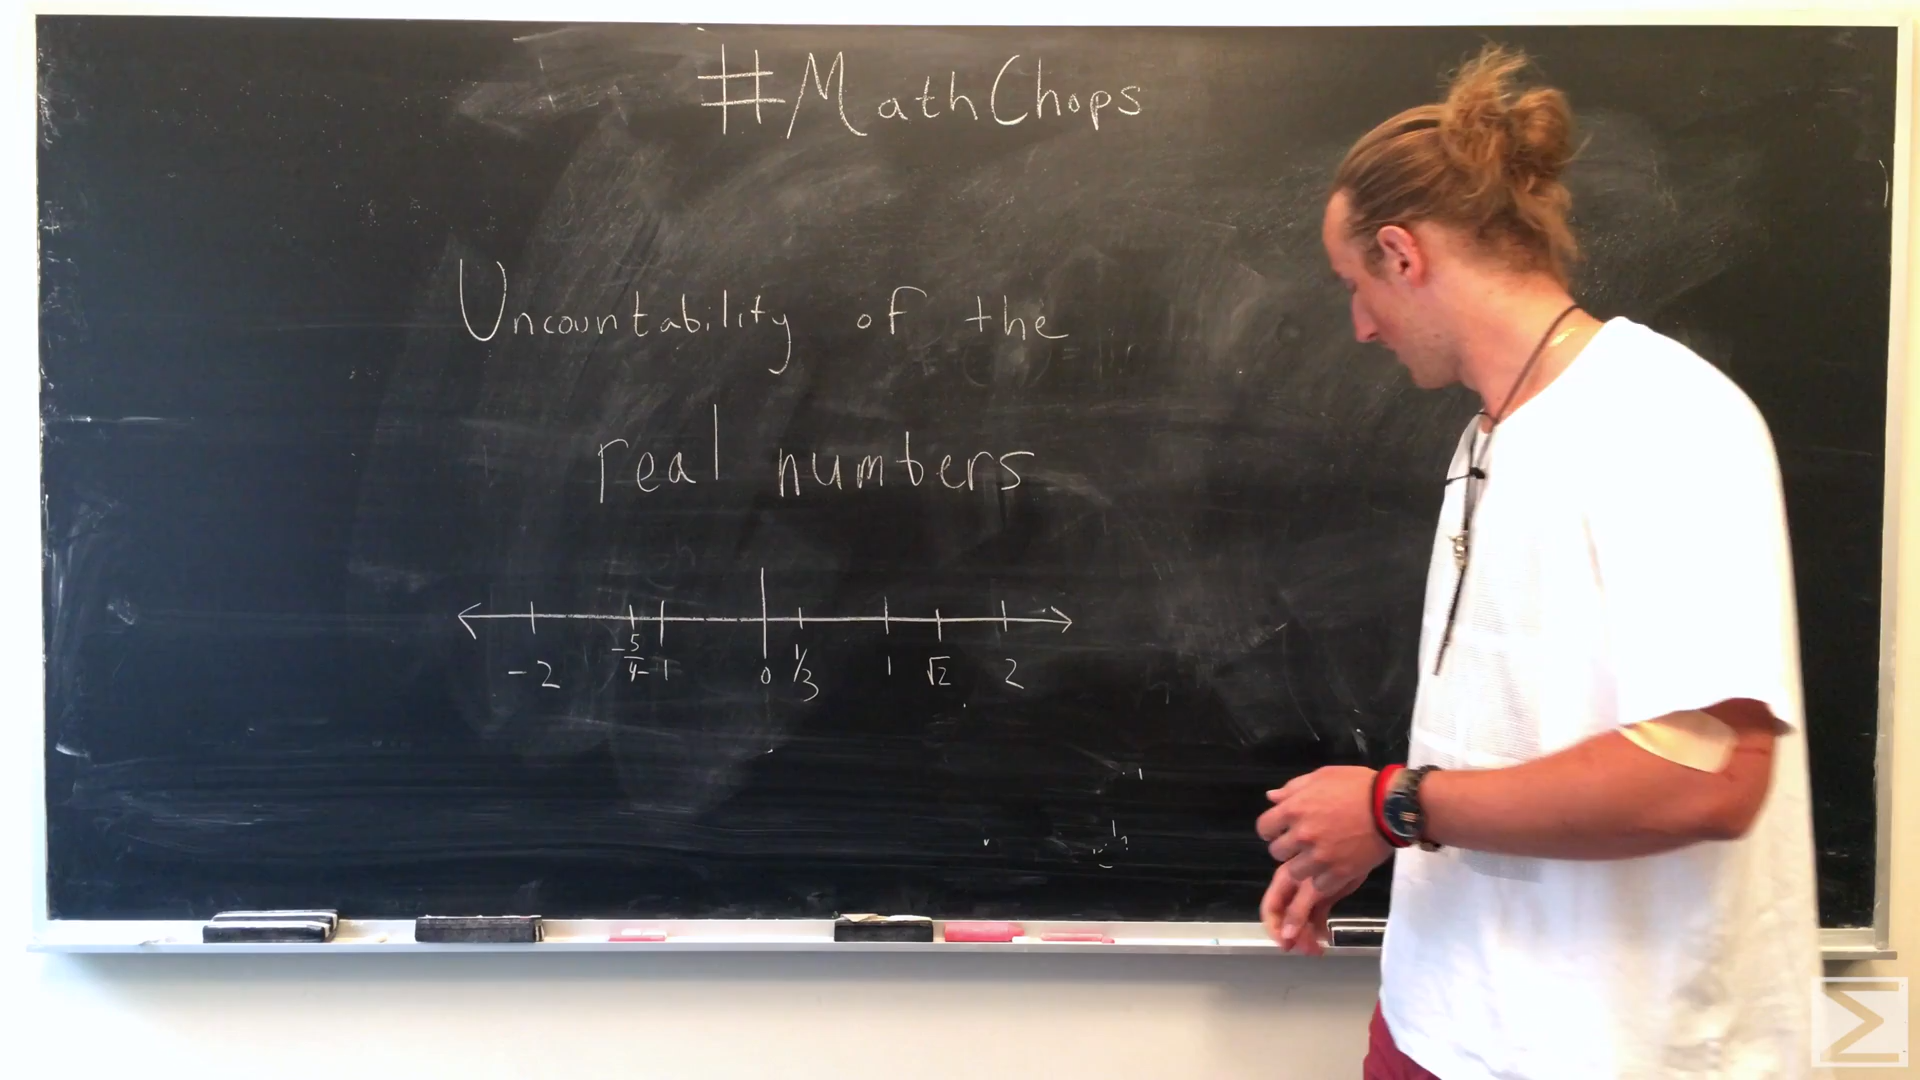 #MathChops
Uncountability of the
real numbers
-2 -5/4 -1 0 1/3 1 √2 2
Σ